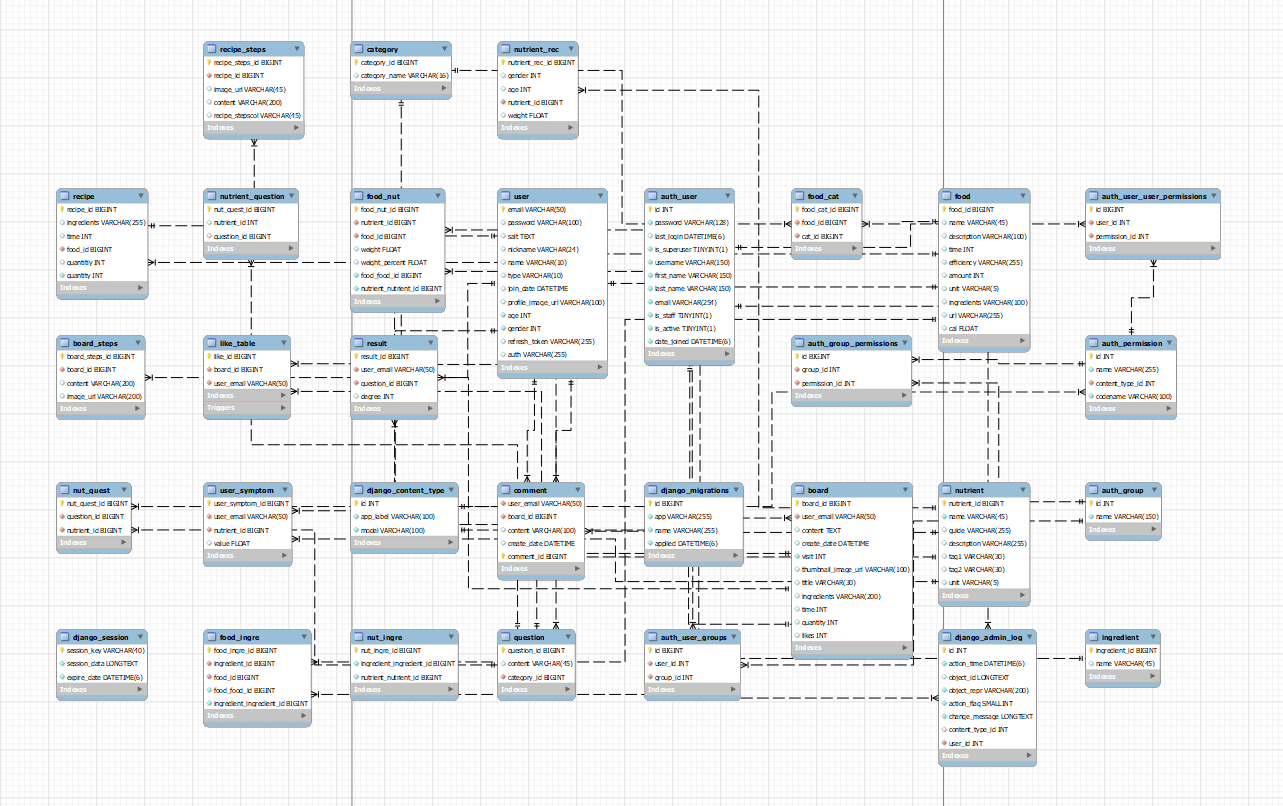 recipe_steps
recipe_steps_id BIGINT
recipe_id BIGINT
image_url VARCHAR(45)
content VARCHAR(200)
recipe_stepscol VARCHAR(45)
Indexes
category
category_id BIGINT
category_name VARCHAR(16)
Indexes
nutrient_rec
nutrient_rec_id BIGINT
gender INT
age INT
nutrient_id BIGINT
weight FLOAT
Indexes
recipe
recipe_id BIGINT
ingredients VARCHAR(255)
time INT
food_id BIGINT
quantity INT
quantity INT
Indexes
nutrient_question
nut_quest_id BIGINT
nutrient_id INT
question_id BIGINT
Indexes
food_nut
food_nut_id BIGINT
nutrient_id BIGINT
food_id BIGINT
weight FLOAT
weight_percent FLOAT
food_food_id BIGINT
nutrient_nutrient_id BIGINT
Indexes
user
email VARCHAR(50)
password VARCHAR(100)
salt TEXT
nickname VARCHAR(24)
name VARCHAR(10)
type VARCHAR(10)
join_date DATETIME
profile_image_url VARCHAR(100)
age INT
gender INT
refresh_token VARCHAR(255)
auth VARCHAR(255)
Indexes
auth_user
id INT
password VARCHAR(128)
last_login DATETIME(6)
is_superuser TINYINT(1)
username VARCHAR(150)
first_name VARCHAR(150)
last_name VARCHAR(150)
email VARCHAR(254)
is_staff TINYINT(1)
is_active TINYINT(1)
date_joined DATETIME(6)
Indexes
food_cat
food_cat_id BIGINT
food_id BIGINT
cat_id BIGINT
Indexes
food
food_id BIGINT
name VARCHAR(45)
description VARCHAR(100)
time INT
efficiency VARCHAR(255)
amount INT
unit VARCHAR(5)
ingredients VARCHAR(100)
url VARCHAR(255)
cal FLOAT
Indexes
auth_user_user_permissions
id BIGINT
user_id INT
permission_id INT
Indexes
board_steps
board_steps_id BIGINT
board_id BIGINT
content VARCHAR(200)
image_url VARCHAR(200)
Indexes
like_table
like_id BIGINT
board_id BIGINT
user_email VARCHAR(50)
Indexes
Triggers
result
result_id BIGINT
user_email VARCHAR(50)
question_id BIGINT
degree INT
Indexes
auth_group_permissions
id BIGINT
group_id INT
permission_id INT
Indexes
auth_permission
id INT
name VARCHAR(255)
content_type_id INT
codename VARCHAR(100)
Indexes
nut_quest
nut_quest_id BIGINT
question_id BIGINT
nutrient_id BIGINT
Indexes
user_symptom
user_symptom_id BIGINT
user_email VARCHAR(50)
nutrient_id BIGINT
value FLOAT
Indexes
django_content_type
id INT
app_label VARCHAR(100)
model VARCHAR(100)
Indexes
comment
user_email VARCHAR(50)
board_id BIGINT
content VARCHAR(100)
create_date DATETIME
comment_id BIGINT
Indexes
django_migrations
id BIGINT
app VARCHAR(255)
name VARCHAR(255)
applied DATETIME(6)
Indexes
board
board_id BIGINT
user_email VARCHAR(50)
content TEXT
create_date DATETIME
visit INT
thumbnail_image_url VARCHAR(100)
title VARCHAR(30)
ingredients VARCHAR(200)
time INT
quantity INT
likes INT
Indexes
nutrient
nutrient_id BIGINT
name VARCHAR(45)
guide VARCHAR(255)
description VARCHAR(255)
tag1 VARCHAR(30)
tag2 VARCHAR(30)
unit VARCHAR(5)
Indexes
auth_group
id INT
name VARCHAR(150)
Indexes
django_session
session_key VARCHAR(40)
session_data LONGTEXT
expire_date DATETIME(6)
Indexes
food_ingre
food_ingre_id BIGINT
ingredient_id BIGINT
food_id BIGINT
food_food_id BIGINT
ingredient_ingredient_id BIGINT
Indexes
nut_ingre
nut_ingre_id BIGINT
ingredient_ingredient_id BIGINT
nutrient_nutrient_id BIGINT
Indexes
question
question_id BIGINT
content VARCHAR(45)
category_id BIGINT
Indexes
auth_user_groups
id BIGINT
user_id INT
group_id INT
Indexes
django_admin_log
id INT
action_time DATETIME(6)
object_id LONGTEXT
object_repr VARCHAR(200)
action_flag SMALLINT
change_message LONGTEXT
content_type_id INT
user_id INT
Indexes
ingredient
ingredient_id BIGINT
name VARCHAR(45)
Indexes